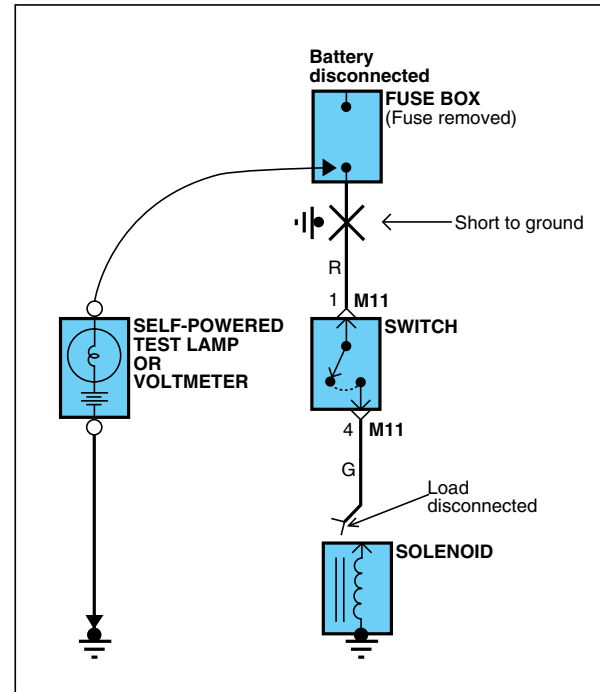 Battery
disconnected
FUSE BOX
(Fuse removed)
Short to ground
R
1 M11
SWITCH
SELF-POWERED
TEST LAMP
OR
VOLTMETER
4 M11
G
Load
disconnected
SOLENOID